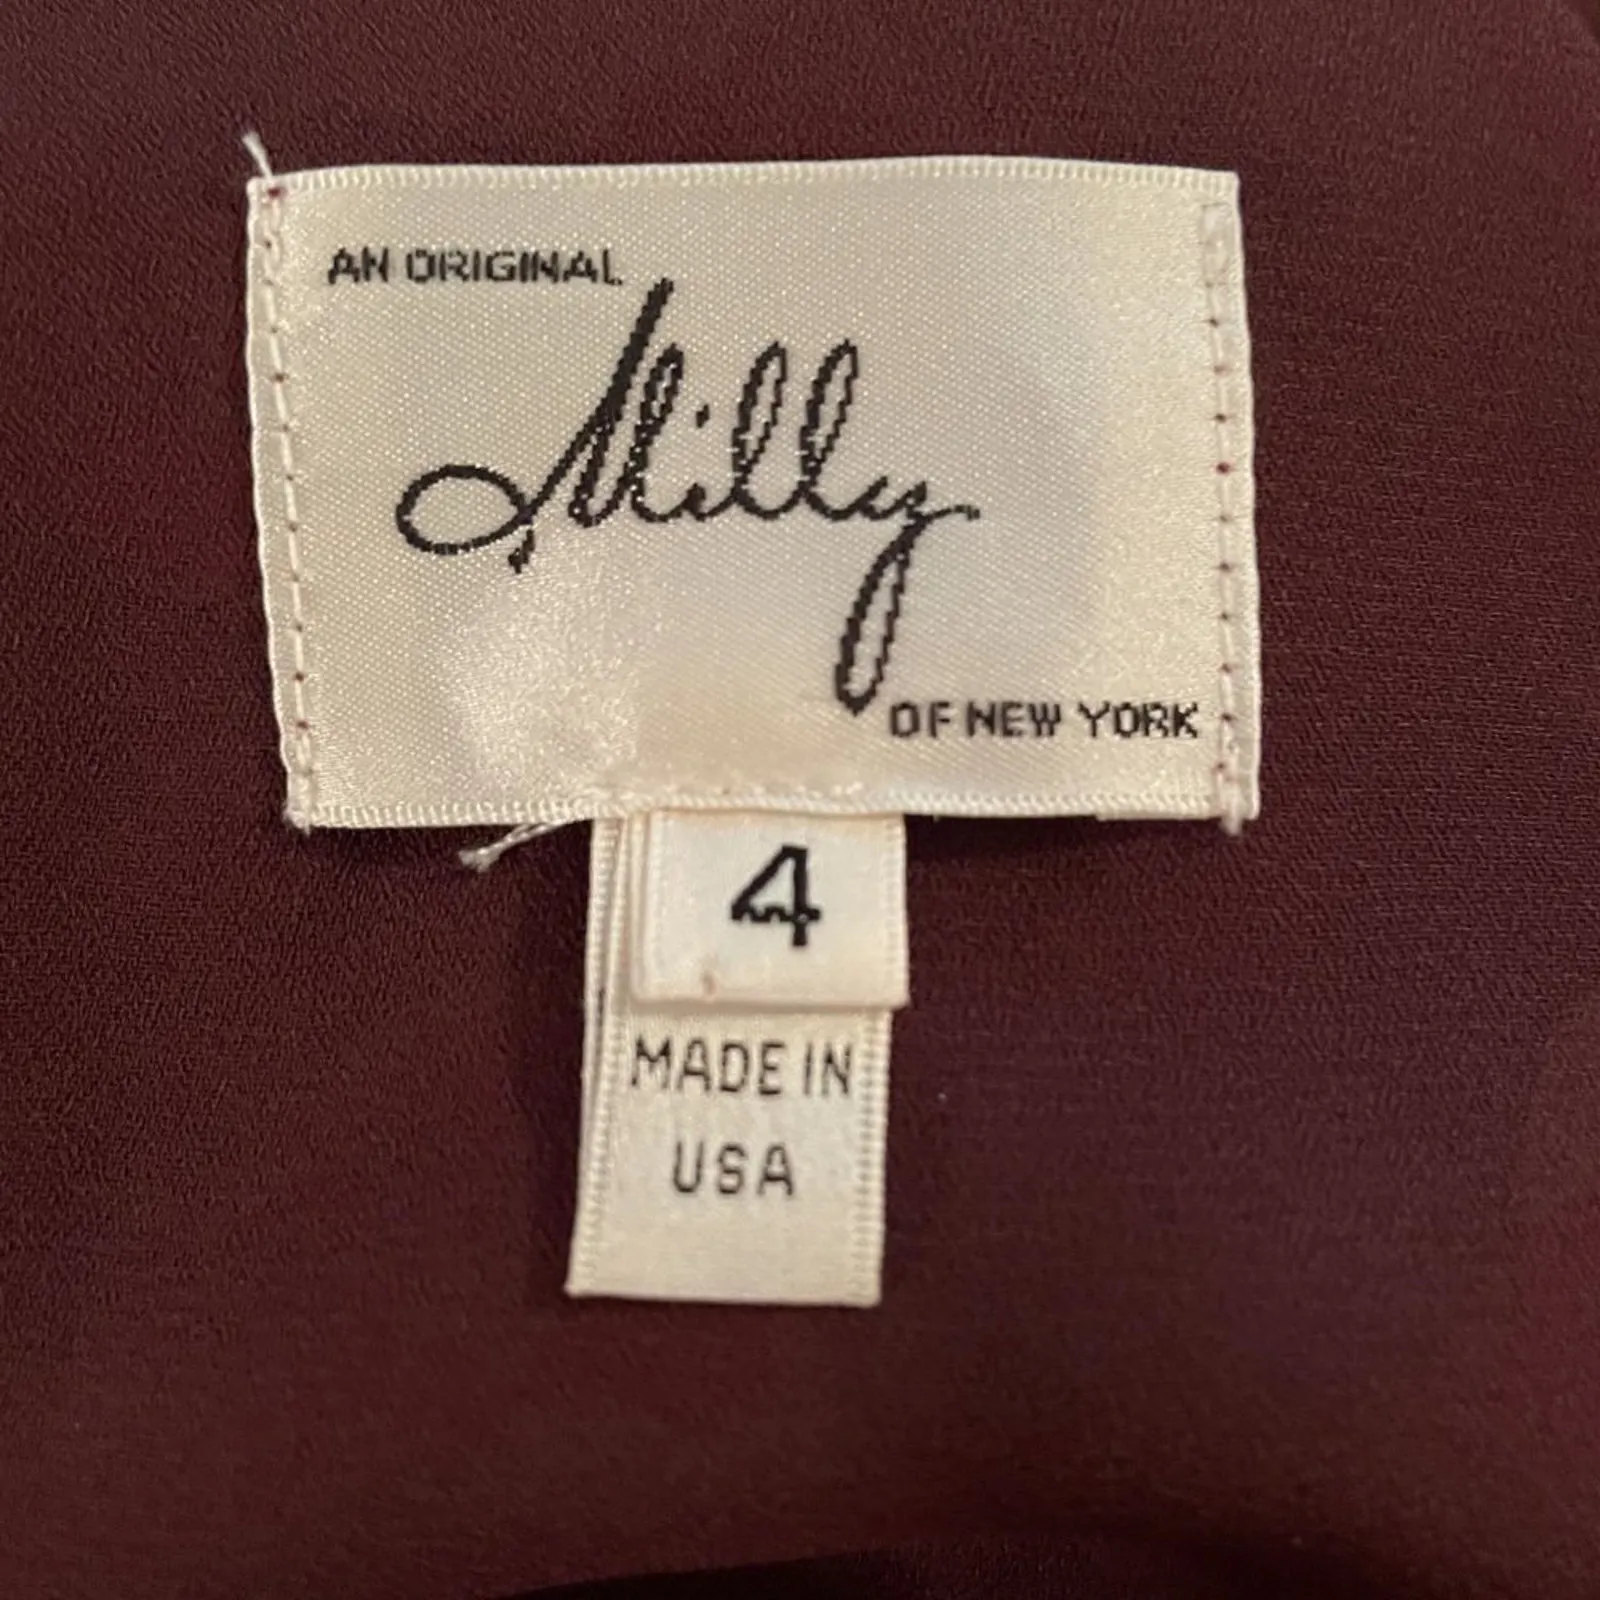 AN ORIGINAL
Milly
OF NEW YORK
4
MADE IN
USA